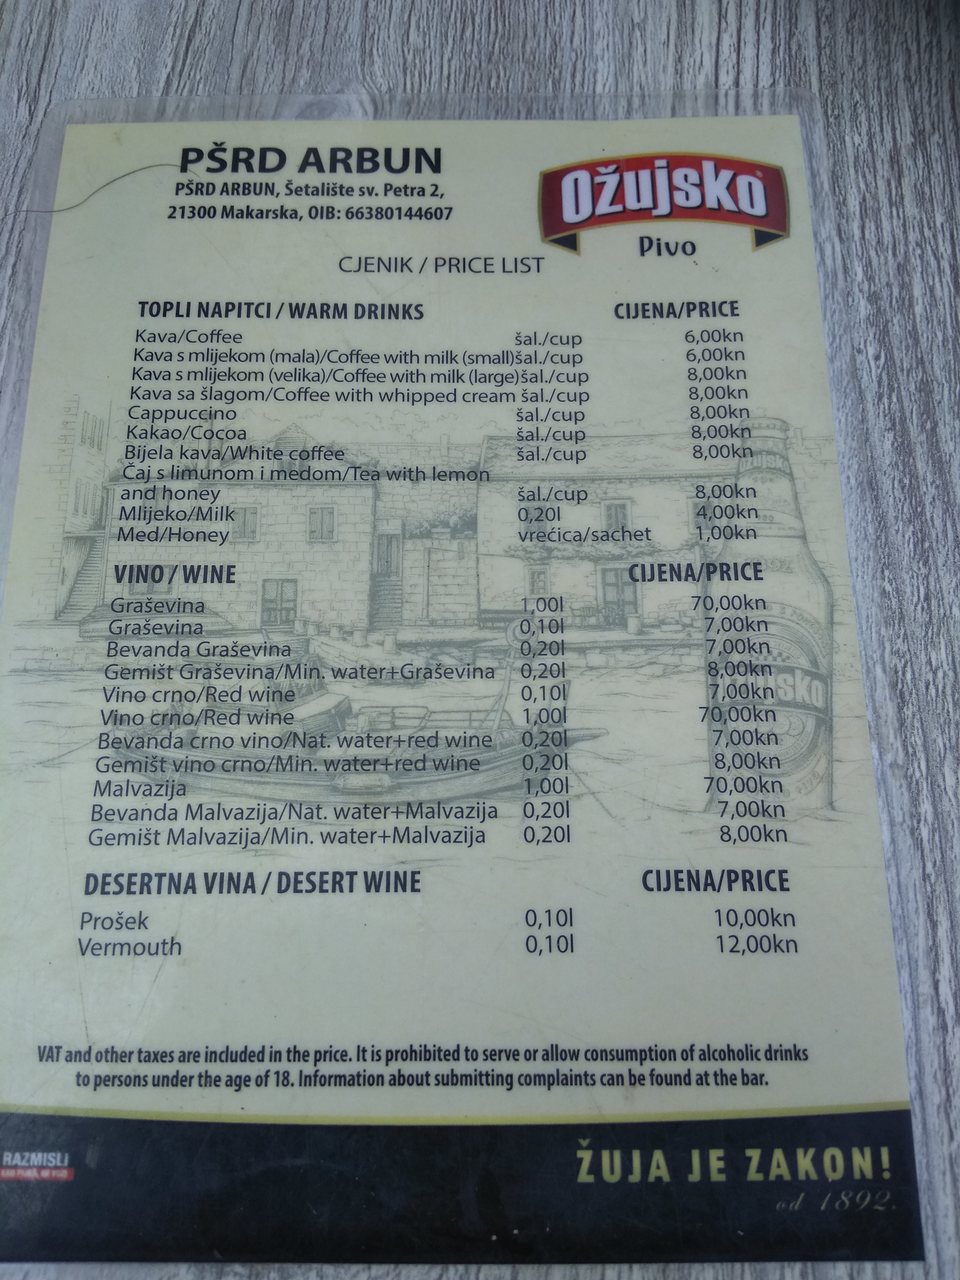 PŠRD ARBUN
PŠRD ARBUN, Šetalište sv. Petra 2,
21300 Makarska, OIB: 66380144607
Ožujsko
Pivo
CJENIK / PRICE LIST
TOPLI NAPITCI / WARM DRINKS CIJENA/PRICE
Kava/Coffee šal./cup 6,00kn
Kava s mlijekom (mala)/Coffee with milk (small) šal./cup 6,00kn
Kava s mlijekom (velika)/Coffee with milk (large) šal./cup 8,00kn
Kava sa šlagom/Coffee with whipped cream šal./cup 8,00kn
Cappuccino šal./cup 8,00kn
Kakao/Cocoa šal./cup 8,00kn
Bijela kava/White coffee šal./cup 8,00kn
Čaj s limunom i medom/Tea with lemon
and honey šal./cup 8,00kn
Mlijeko/Milk 0,20l 4,00kn
Med/Honey vrećica/sachet 1,00kn
VINO / WINE CIJENA/PRICE
Graševina 1,00l 70,00kn
Graševina 0,10l 7,00kn
Bevanda Graševina 0,20l 7,00kn
Gemišt Graševina/Min. water+Graševina 0,20l 8,00kn
Vino crno/Red wine 0,10l 7,00kn
Vino crno/Red wine 1,00l 70,00kn
Bevanda crno vino/Nat. water+red wine 0,20l 7,00kn
Gemišt vino crno/Min. water+red wine 0,20l 8,00kn
Malvazija 1,00l 70,00kn
Bevanda Malvazija/Nat. water+Malvazija 0,20l 7,00kn
Gemišt Malvazija/Min. water+Malvazija 0,20l 8,00kn
DESERTNA VINA / DESERT WINE CIJENA/PRICE
Prošek 0,10l 10,00kn
Vermouth 0,10l 12,00kn
VAT and other taxes are included in the price. It is prohibited to serve or allow consumption of alcoholic drinks
to persons under the age of 18. Information about submitting complaints can be found at the bar.
RAZMISLI
ŽUJA JE ZAKON!
od 1892.